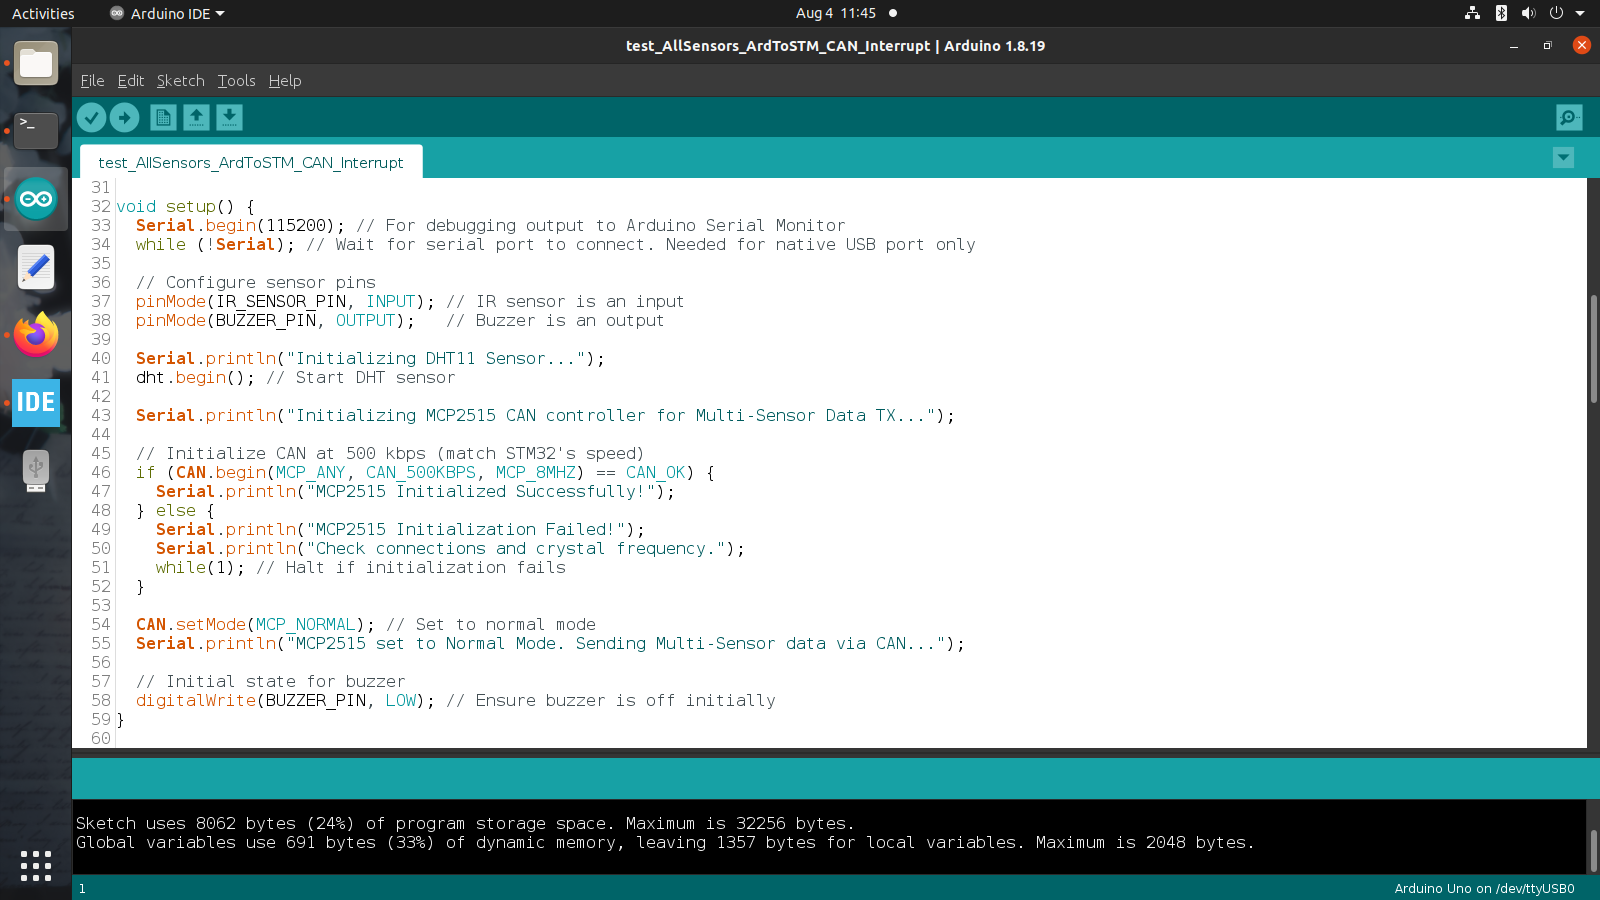 Activities
Arduino IDE
Aug 4 11:45
test_AllSensors_ArdToSTM_CAN_Interrupt | Arduino 1.8.19
File Edit Sketch Tools Help
test_AllSensors_ArdToSTM_CAN_Interrupt
>_
IDE
31
32 void setup() {
33 Serial.begin(115200); // For debugging output to Arduino Serial Monitor
34 while (!Serial); // Wait for serial port to connect. Needed for native USB port only
35
36 // Configure sensor pins
37 pinMode(IR_SENSOR_PIN, INPUT); // IR sensor is an input
38 pinMode(BUZZER_PIN, OUTPUT); // Buzzer is an output
39
40 Serial.println("Initializing DHT11 Sensor...");
41 dht.begin(); // Start DHT sensor
42
43 Serial.println("Initializing MCP2515 CAN controller for Multi-Sensor Data TX...");
44
45 // Initialize CAN at 500 kbps (match STM32's speed)
46 if (CAN.begin(MCP_ANY, CAN_500KBPS, MCP_8MHZ) == CAN_OK) {
47 Serial.println("MCP2515 Initialized Successfully!");
48 } else {
49 Serial.println("MCP2515 Initialization Failed!");
50 Serial.println("Check connections and crystal frequency.");
51 while(1); // Halt if initialization fails
52 }
53
54 CAN.setMode(MCP_NORMAL); // Set to normal mode
55 Serial.println("MCP2515 set to Normal Mode. Sending Multi-Sensor data via CAN...");
56
57 // Initial state for buzzer
58 digitalWrite(BUZZER_PIN, LOW); // Ensure buzzer is off initially
59 }
60
Sketch uses 8062 bytes (24%) of program storage space. Maximum is 32256 bytes.
Global variables use 691 bytes (33%) of dynamic memory, leaving 1357 bytes for local variables. Maximum is 2048 bytes.
1
Arduino Uno on /dev/ttyUSB0